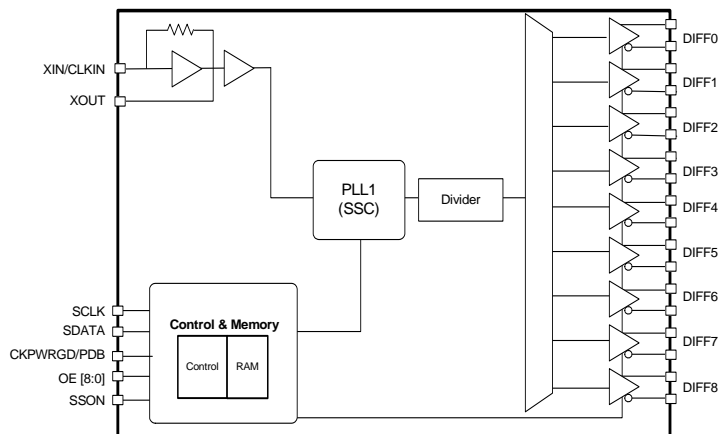 XIN/CLKIN
XOUT
PLL1
(SSC)
Divider
SCLK
SDATA
CKPWRGD/PDB
OE [8:0]
SSON
Control & Memory
Control
RAM
DIFF0
DIFF1
DIFF2
DIFF3
DIFF4
DIFF5
DIFF6
DIFF7
DIFF8